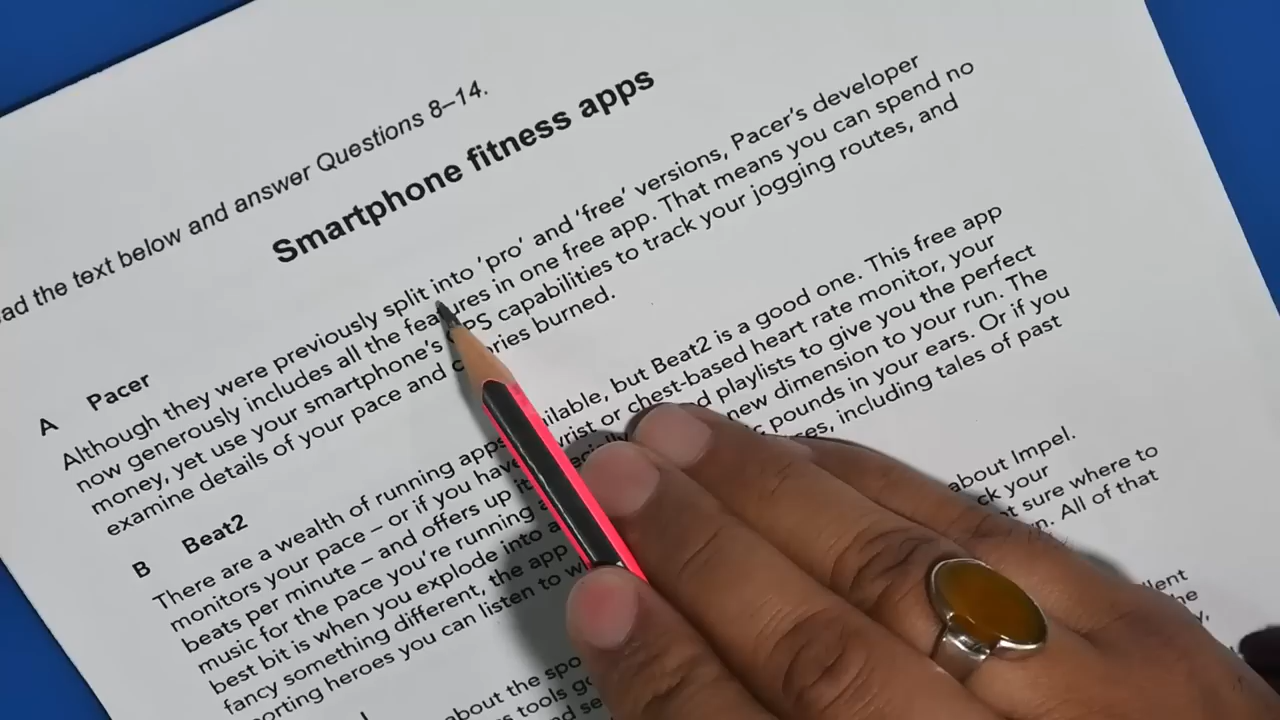 the text below and answer Questions 8–14.
Smartphone fitness apps
A Pacer
Although they were previously split into 'pro' and 'free' versions, Pacer's developer
now generously includes all the features in one free app. That means you can spend no
money, yet use your smartphone's GPS capabilities to track your jogging routes, and
examine details of your pace and calories burned.
B Beat2
There are a wealth of running apps available, but Beat2 is a good one. This free app
monitors your pace – or if you have wrist or chest-based heart rate monitor, your
beats per minute – and offers up its playlists to give you the perfect
music for the pace you're running new dimension to your run. The
best bit is when you explode into pounds in your ears. Or if you
fancy something different, the app including tales of past
heroes you can listen to
about the about Impel.
tools your
sure where to
All of that